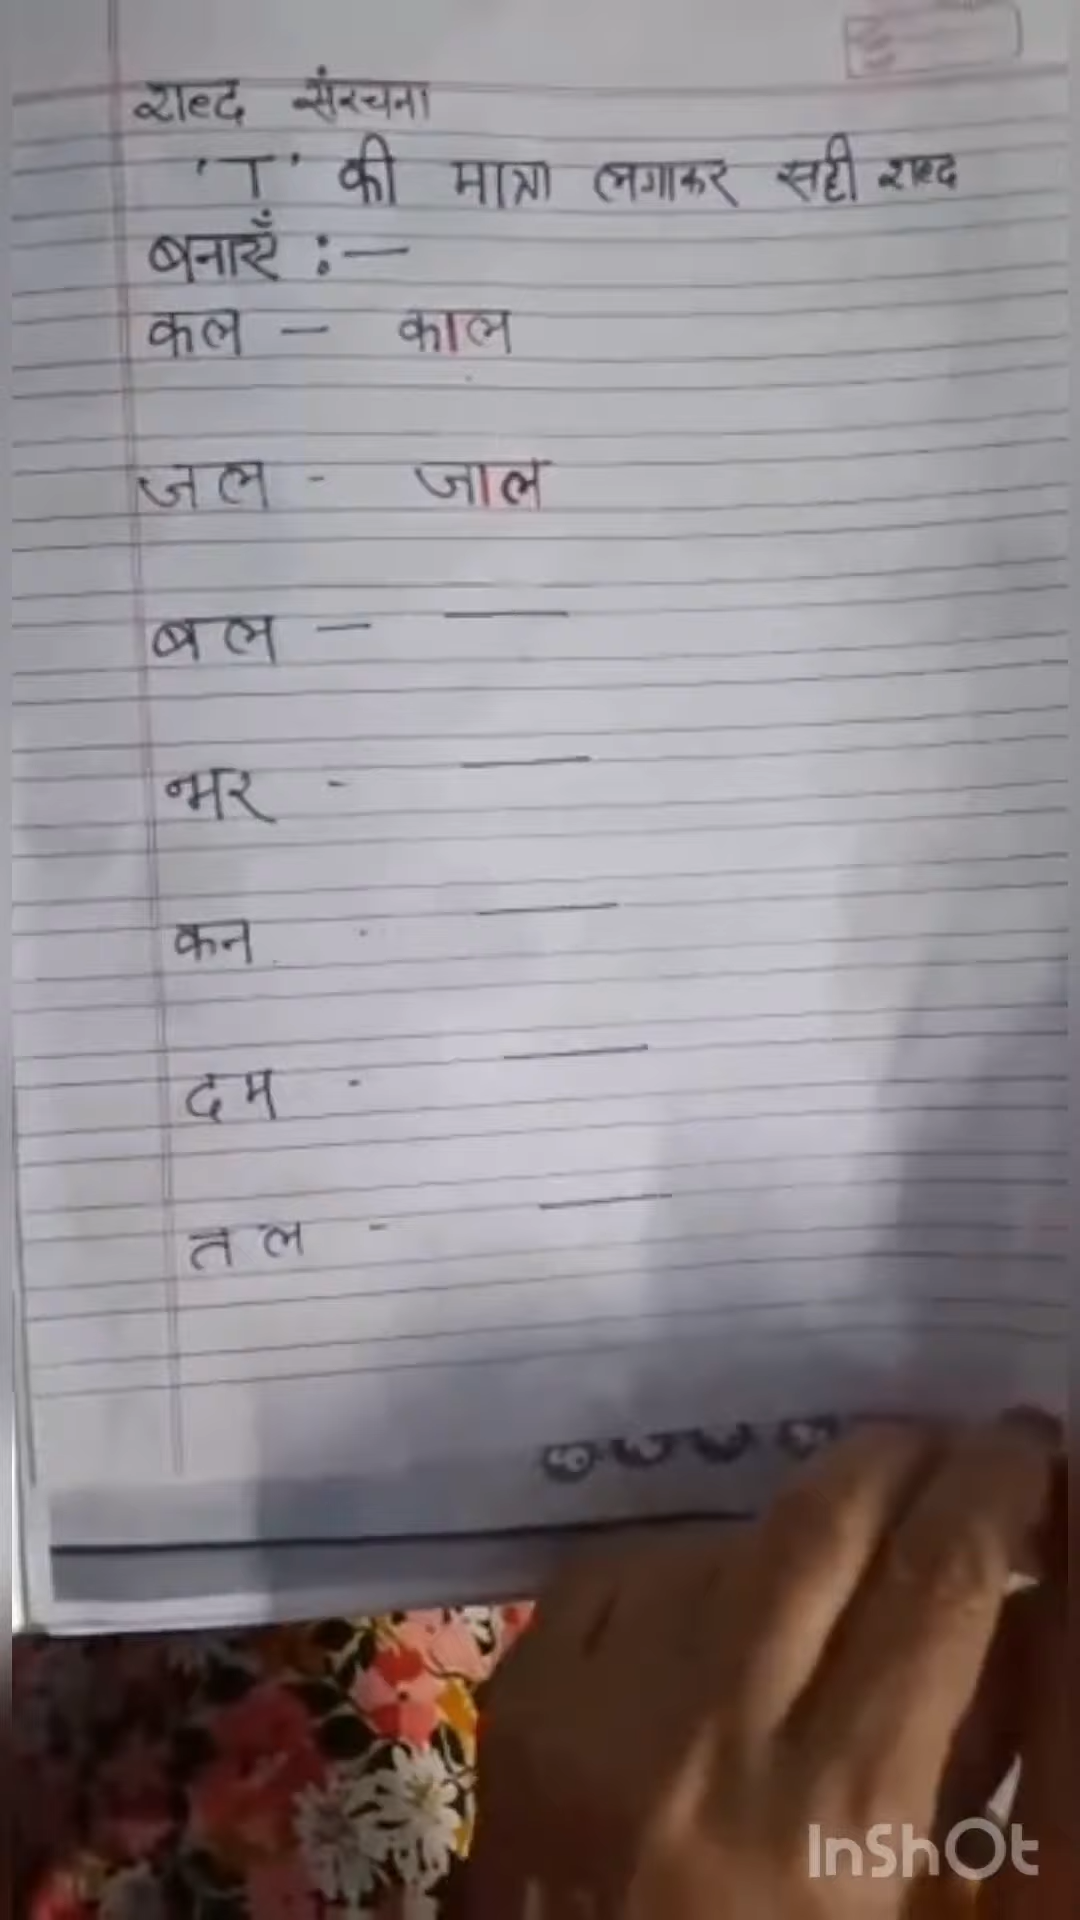 शब्द संरचना
'ा' की मात्रा लगाकर सही शब्द
बनाएँ :—
कल — काल
जल - जाल
बल — —
भर - —
कन - —
दम - —
तल - —
InShOt